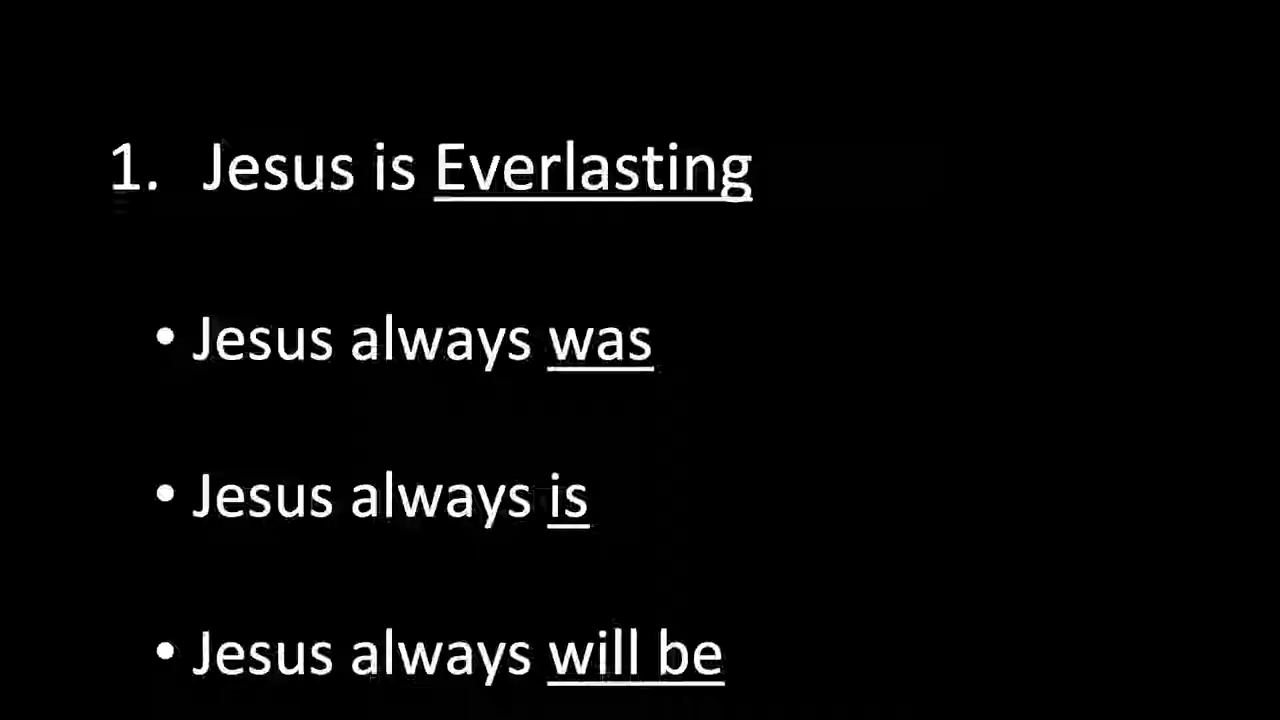 1. Jesus is Everlasting
• Jesus always was
• Jesus always is
• Jesus always will be